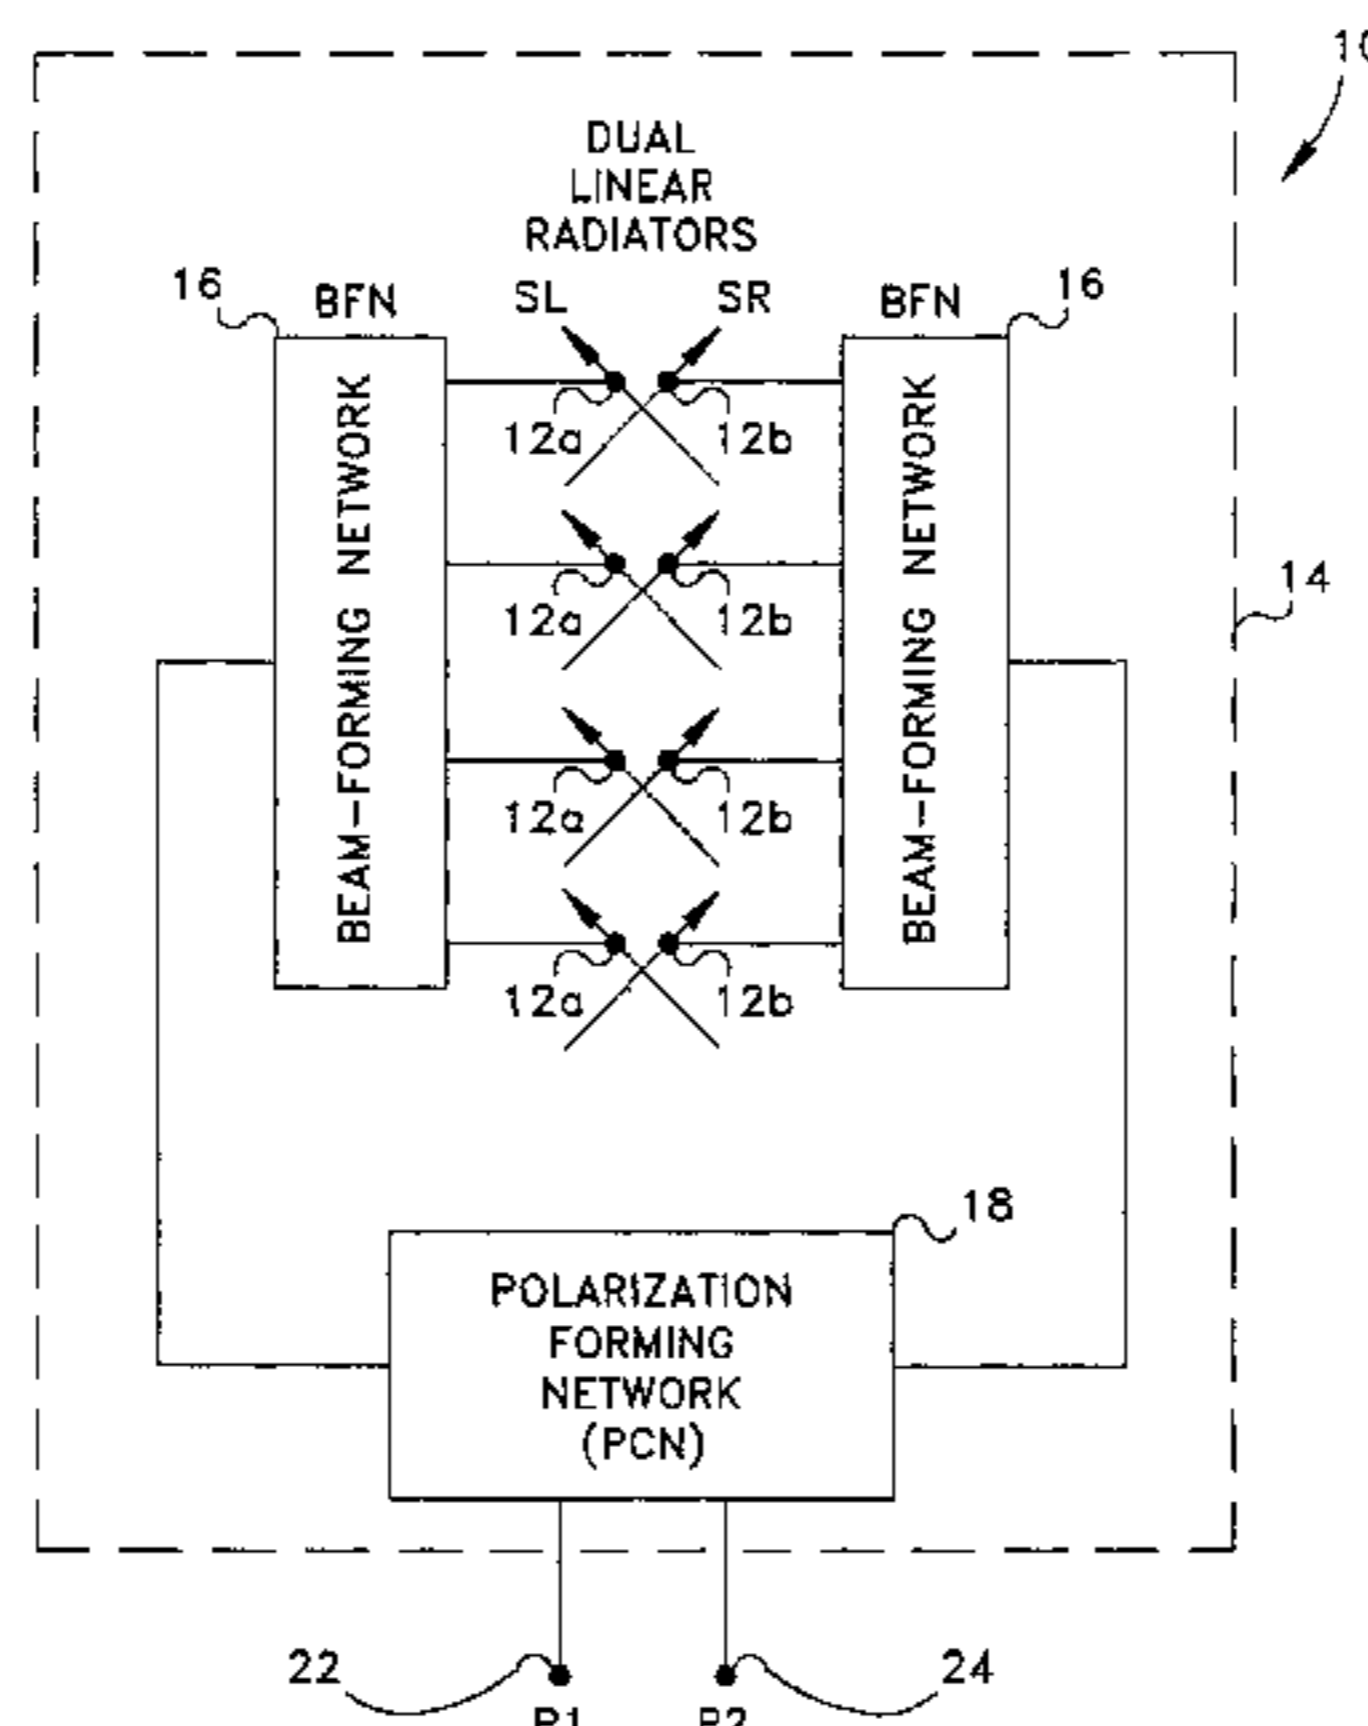 DUAL
LINEAR
RADIATORS
16 BFN SL SR BFN 16
BEAM-FORMING NETWORK
BEAM-FORMING NETWORK
12a 12b
12a 12b
14
12a 12b
12a 12b
18
POLARIZATION
FORMING
NETWORK
(PCN)
22 24